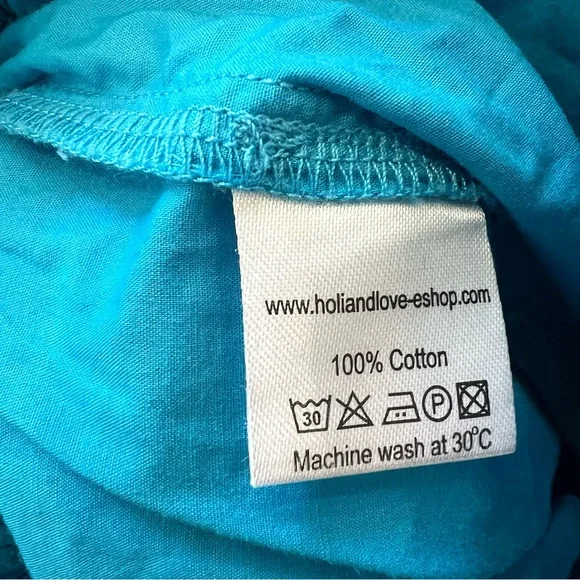 www.holiandlove-eshop.com
100% Cotton
30 P
Machine wash at 30°C